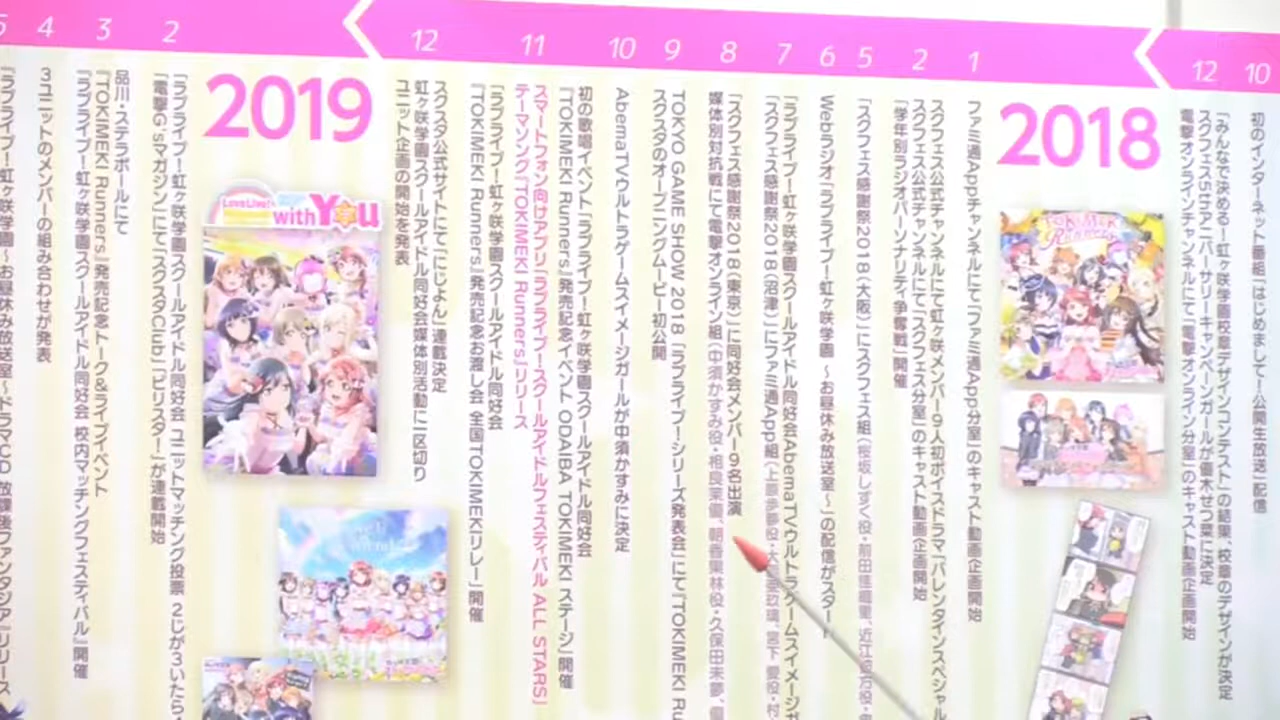 12 10
初のインターネット番組「はじめまして!公開生放送」配信
「みんなで決める!虹ヶ咲学園校章デザインコンテスト」の結果、校章のデザインが決定
スクフェス5thアニバーサリーキャンペーンガールが優木せつ菜に決定
電撃オンラインチャンネルにて「電撃オンライン分室」のキャスト動画企画開始
12 11 10 9 8 7 6 5 2 1
2018
ファミ通Appチャンネルにて「ファミ通App分室」のキャスト動画企画開始
スクフェス公式チャンネルにて虹ヶ咲メンバー9人初ボイスドラマ「バレンタインスペシャル
スクフェス公式チャンネルにて「スクフェス分室」のキャスト動画企画開始
「学年別ラジオパーソナリティ争奪戦」開催
「スクフェス感謝祭2018(大阪)」にスクフェス組(桜坂しずく役・前田佳織里、近江彼方役・
Webラジオ「ラブライブ!虹ヶ咲学園 ~お昼休み放送室~」の配信がスタート
「ラブライブ!虹ヶ咲学園スクールアイドル同好会AbemaTVウルトラゲームスイメージガ
「スクフェス感謝祭2018(沼津)」にファミ通App組(上原歩夢役・大西亜玖璃、宮下 愛役・村
「スクフェス感謝祭2018(東京)」に同好会メンバー9名出演
媒体別対抗戦にて電撃オンライン組(中須かすみ役・相良茉優、朝香果林役・久保田未夢、優
TOKYO GAME SHOW 2018「『ラブライブ!シリーズ発表会』」にて『TOKIMEKI Ru
スクスタのオープニングムービー初公開
AbemaTVウルトラゲームスイメージガールが中須かすみに決定
初の歌唱イベント「ラブライブ!虹ヶ咲学園スクールアイドル同好会
『TOKIMEKI Runners』発売記念イベント ODAIBA TOKIMEKI ステージ」開催
スマートフォン向けアプリ「ラブライブ!スクールアイドルフェスティバル ALL STARS」
テーマソング『TOKIMEKI Runners』リリース
「ラブライブ!虹ヶ咲学園スクールアイドル同好会
『TOKIMEKI Runners』発売記念お渡し会 全国TOKIMEKIリレー」開催
スクスタ公式サイトにて「にじよん」連載決定
虹ヶ咲学園スクールアイドル同好会媒体別活動に一区切り
ユニット企画の開始を発表
5 4 3 2
2019
「ラブライブ!虹ヶ咲学園スクールアイドル同好会 ユニットマッチング投票 2じが3いたら・
「電撃G'sマガジン」にて「スクスタClub」「ビリスター」が連載開始
品川・ステラボールにて
『TOKIMEKI Runners』発売記念トーク&ライブイベント
「ラブライブ!虹ヶ咲学園スクールアイドル同好会 校内マッチングフェスティバル」開催
3ユニットのメンバーの組み合わせが発表
「ラブライブ!虹ヶ咲学園~お昼休み放送室~ドラマCD 放課後ファンタジア」リリース
LoveLive!
with You
TOKIMEKI
Runners